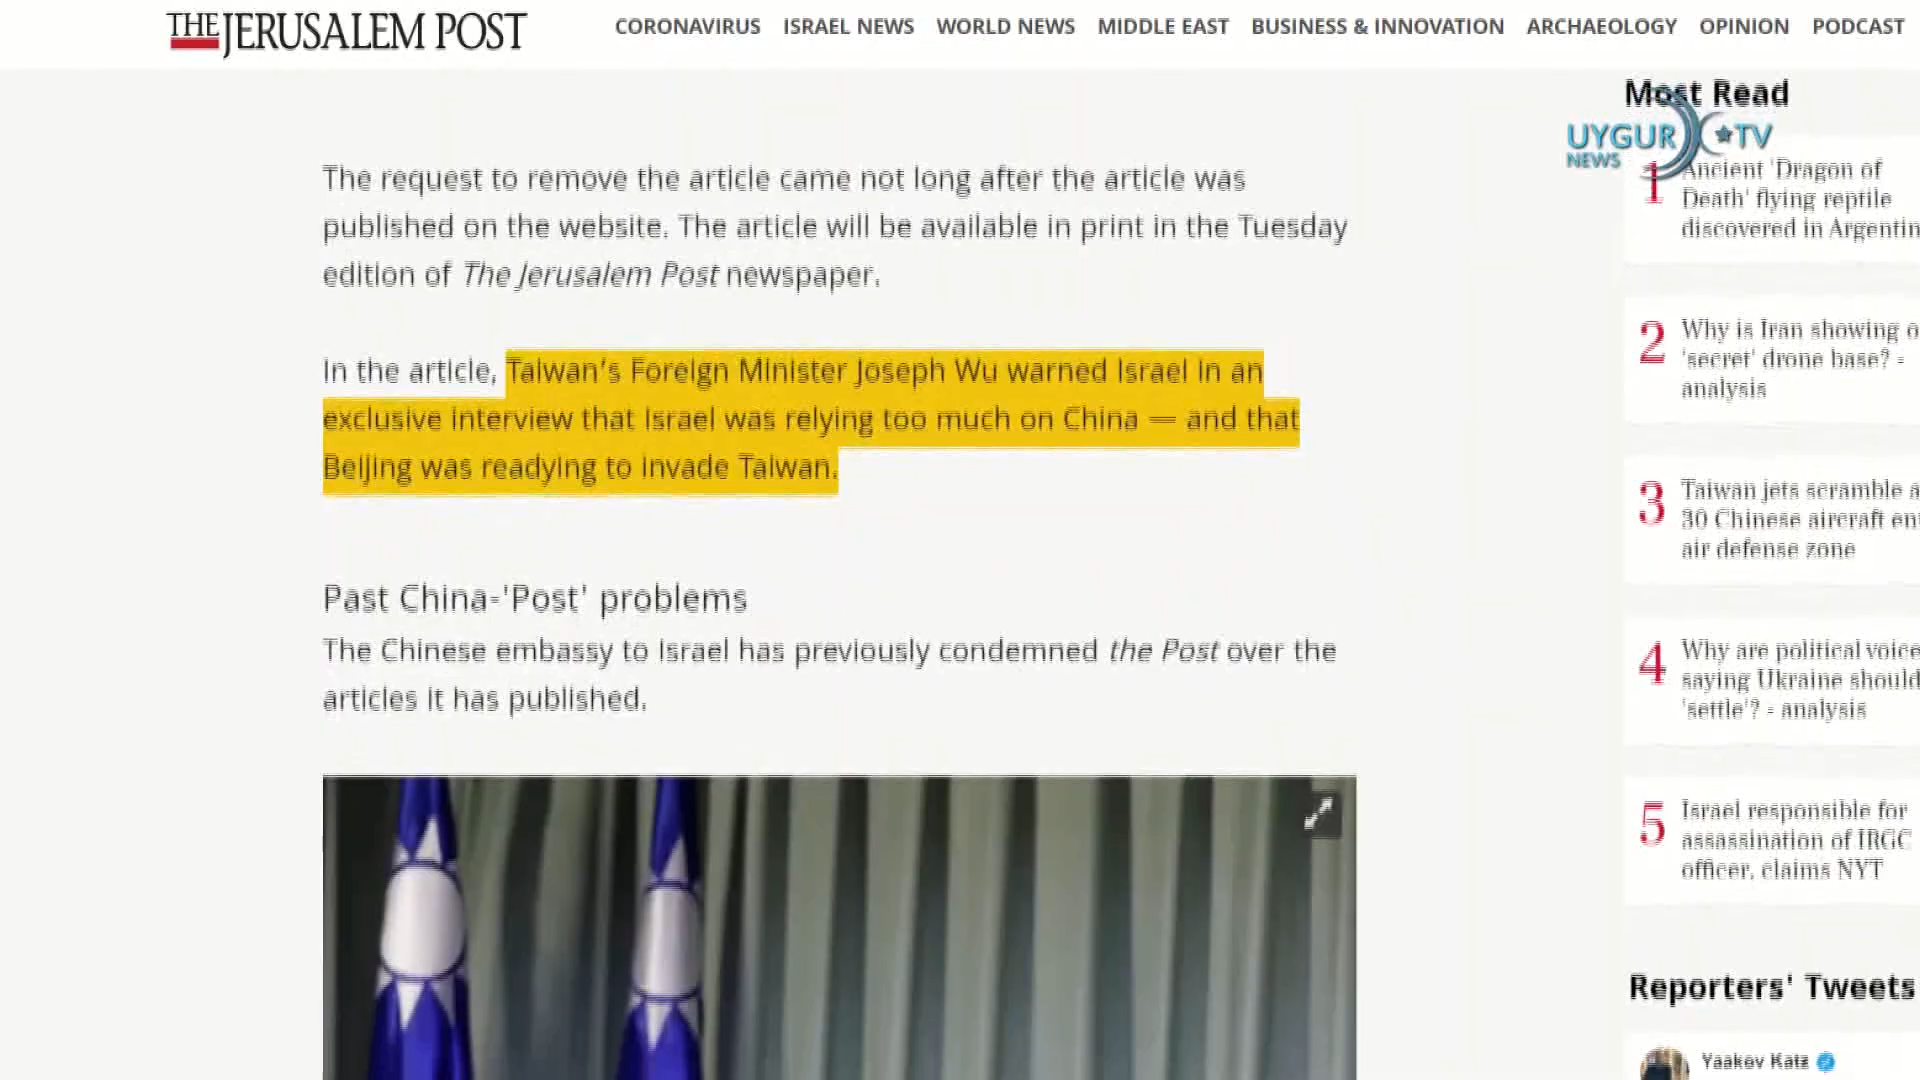 THE JERUSALEM POST
CORONAVIRUS ISRAEL NEWS WORLD NEWS MIDDLE EAST BUSINESS & INNOVATION ARCHAEOLOGY OPINION PODCAST
The request to remove the article came not long after the article was
published on the website. The article will be available in print in the Tuesday
edition of The Jerusalem Post newspaper.
In the article, Taiwan's Foreign Minister Joseph Wu warned Israel in an
exclusive interview that Israel was relying too much on China — and that
Beijing was readying to invade Taiwan.
Past China-'Post' problems
The Chinese embassy to Israel has previously condemned the Post over the
articles it has published.
Most Read
UYGUR TV
NEWS
1 Ancient 'Dragon of
Death' flying reptile
discovered in Argentin
2 Why is Iran showing o
'secret' drone base? -
analysis
3 Taiwan jets scramble a
30 Chinese aircraft ent
air defense zone
4 Why are political voice
saying Ukraine should
'settle'? - analysis
5 Israel responsible for
assassination of IRGC
officer, claims NYT
Reporters' Tweets
Yaakov Katz